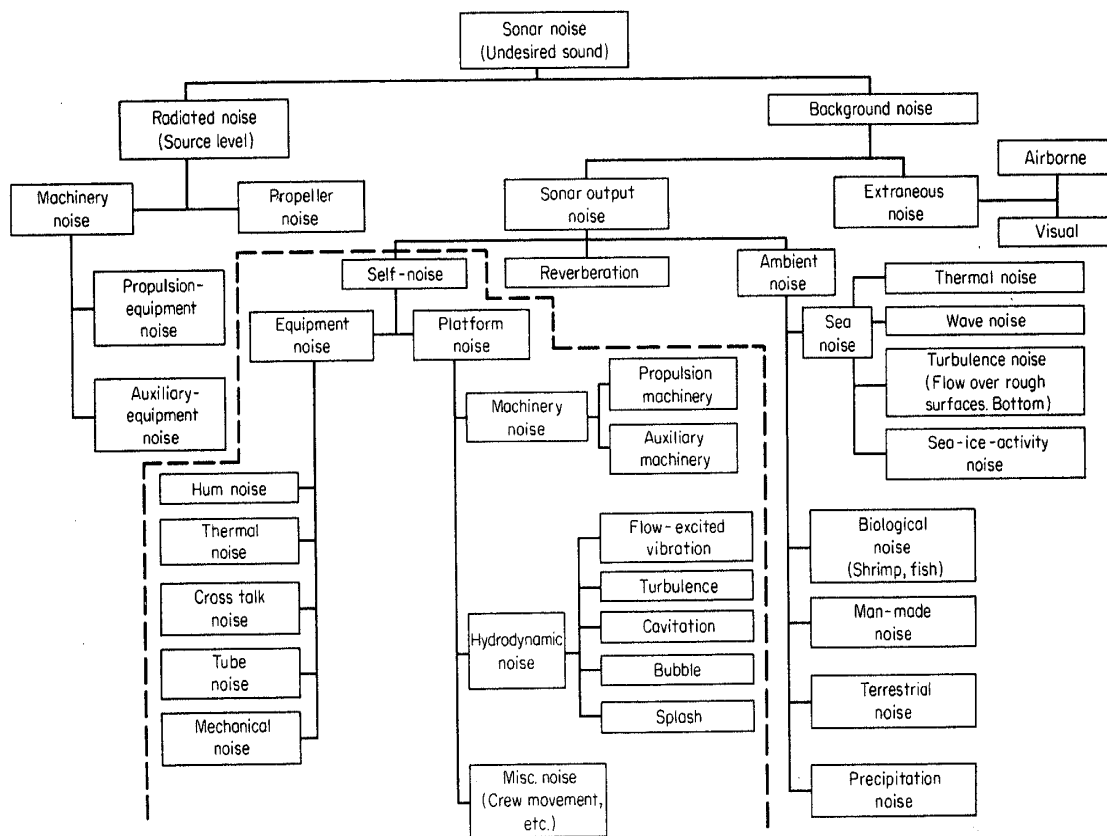 Sonar noise
(Undesired sound)
Radiated noise
(Source level)
Background noise
Airborne
Machinery
noise
Propeller
noise
Sonar output
noise
Extraneous
noise
Visual
Self-noise
Reverberation
Ambient
noise
Thermal noise
Propulsion-
equipment
noise
Equipment
noise
Platform
noise
Sea
noise
Wave noise
Turbulence noise
(Flow over rough
surfaces. Bottom)
Auxiliary-
equipment
noise
Machinery
noise
Propulsion
machinery
Auxiliary
machinery
Sea-ice-activity
noise
Hum noise
Thermal
noise
Cross talk
noise
Tube
noise
Mechanical
noise
Flow-excited
vibration
Turbulence
Hydrodynamic
noise
Cavitation
Bubble
Splash
Misc. noise
(Crew movement,
etc.)
Biological
noise
(Shrimp, fish)
Man-made
noise
Terrestrial
noise
Precipitation
noise